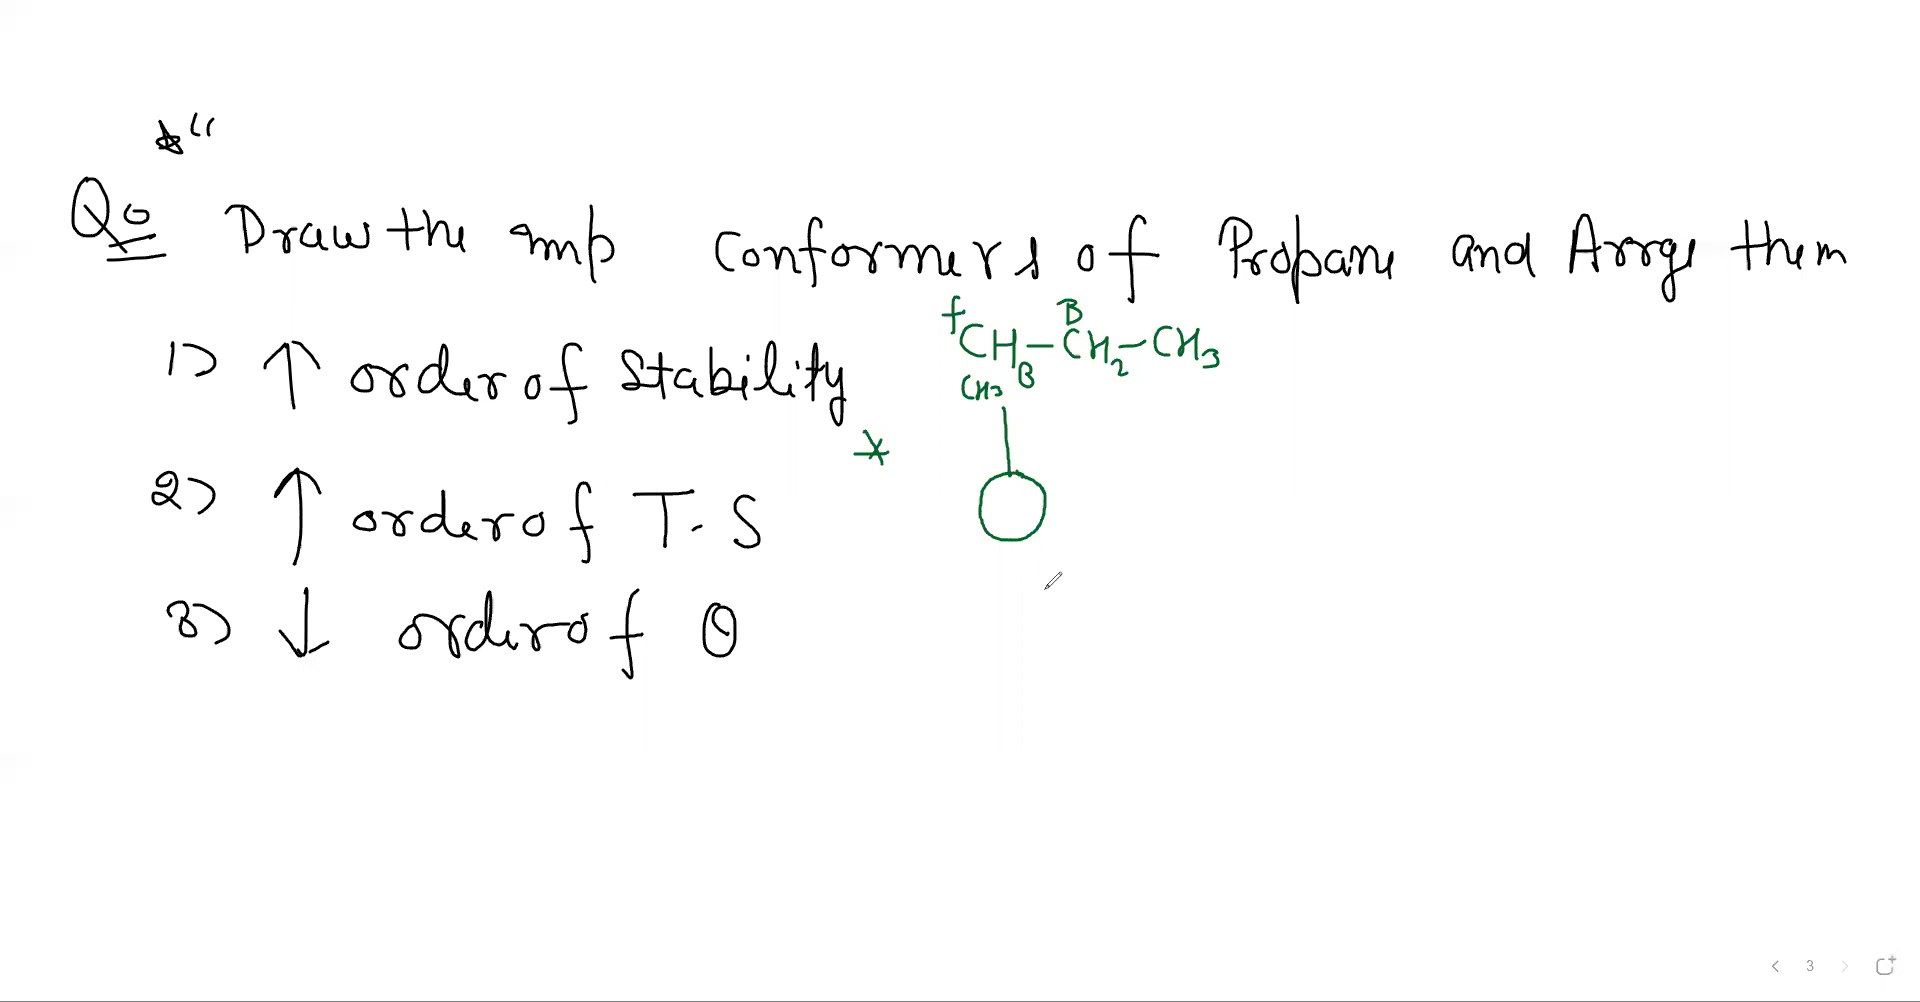 Qo Draw the imp Conformers of Propane and Arrge them
1) ↑ order of Stability
f B
CH3-CH2-CH3
B
CH3
2) ↑ order of T.S
3) ↓ order of θ
3